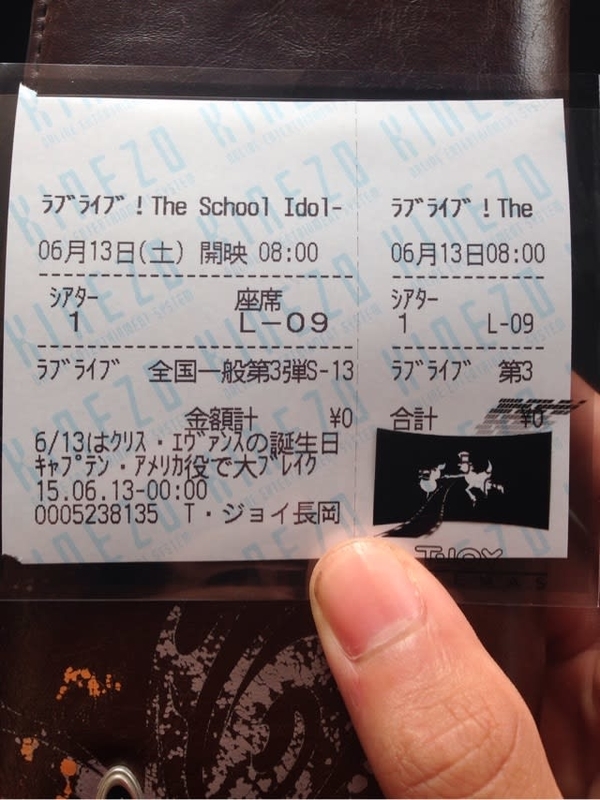 ラブライブ!The School Idol-
06月13日(土) 開映 08:00
シアター 座席
1 L-09
ラブライブ 全国一般第3弾S-13
金額計 ¥0
6/13はクリス・エヴァンスの誕生日
キャプテン・アメリカ役で大ブレイク
15.06.13-00:00
0005238135 T・ジョイ長岡
ラブライブ!The
06月13日08:00
シアター
1 L-09
ラブライブ 第3
合計 ¥0
T・JOY
KINEZO
ONLINE ENTERTAINMENT SYSTEM